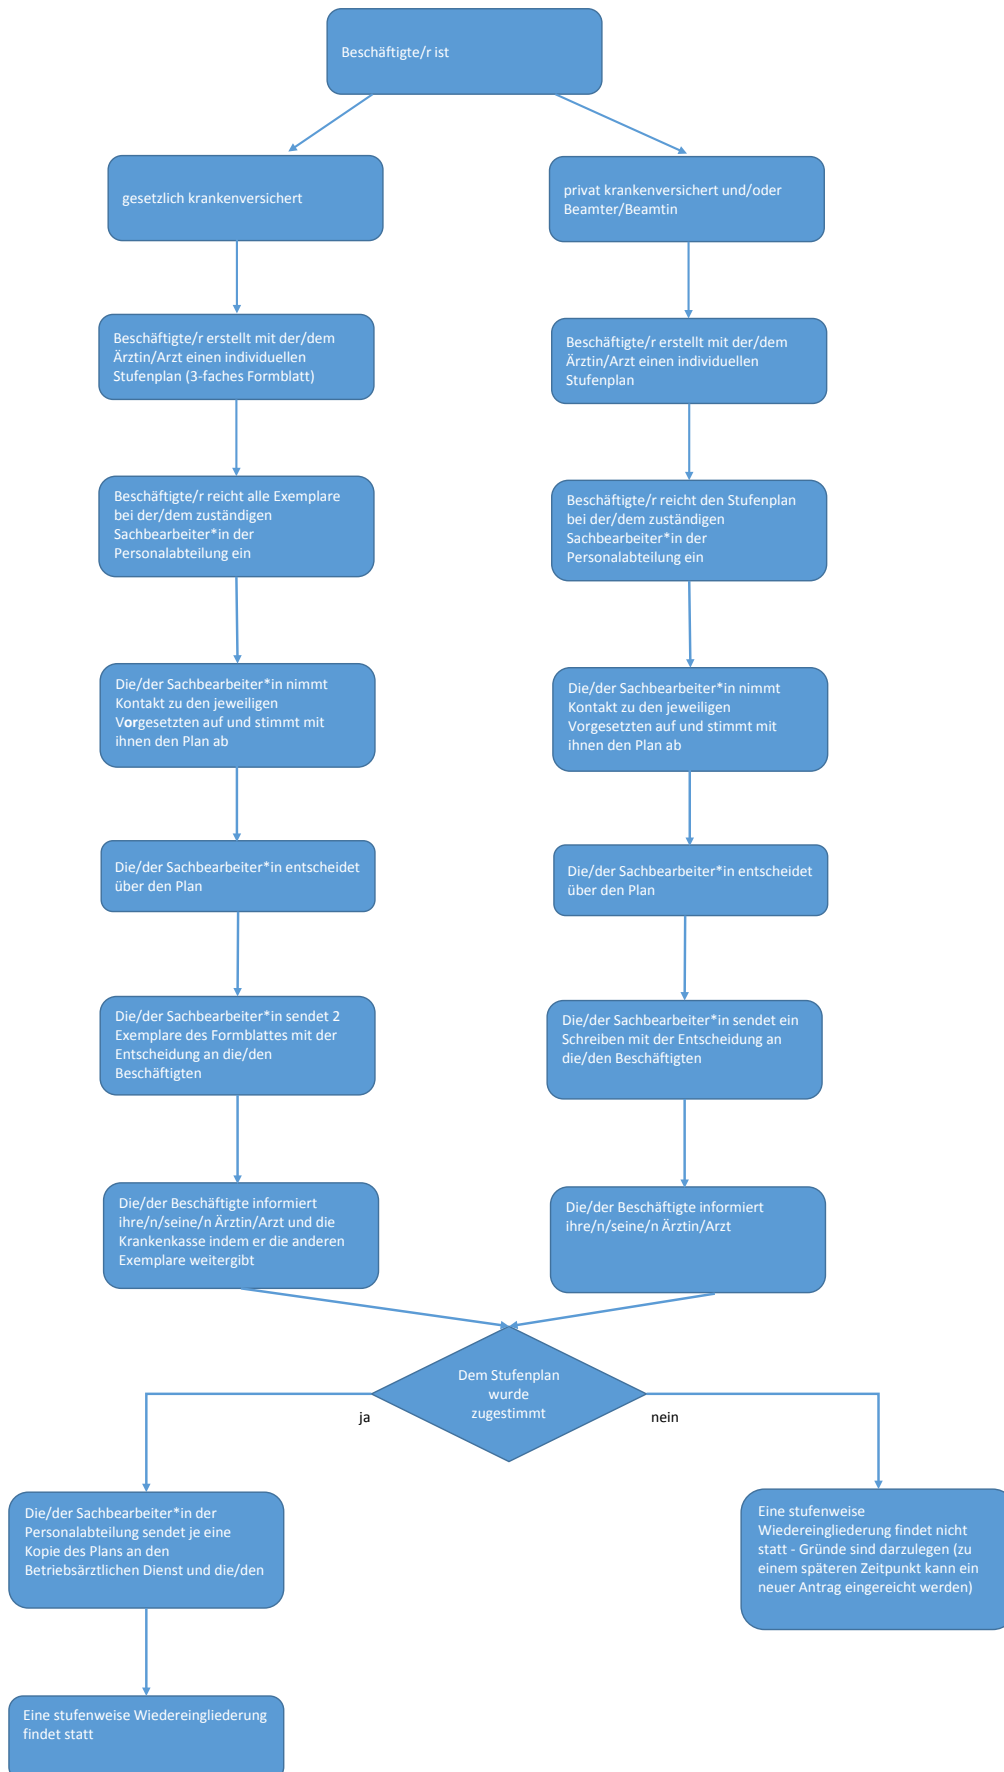 Beschäftigte/r ist
gesetzlich krankenversichert
privat krankenversichert und/oder
Beamter/Beamtin
Beschäftigte/r erstellt mit der/dem
Ärztin/Arzt einen individuellen
Stufenplan (3-faches Formblatt)
Beschäftigte/r erstellt mit der/dem
Ärztin/Arzt einen individuellen
Stufenplan
Beschäftigte/r reicht alle Exemplare
bei der/dem zuständigen
Sachbearbeiter*in der
Personalabteilung ein
Beschäftigte/r reicht den Stufenplan
bei der/dem zuständigen
Sachbearbeiter*in der
Personalabteilung ein
Die/der Sachbearbeiter*in nimmt
Kontakt zu den jeweiligen
Vorgesetzten auf und stimmt mit
ihnen den Plan ab
Die/der Sachbearbeiter*in nimmt
Kontakt zu den jeweiligen
Vorgesetzten auf und stimmt mit
ihnen den Plan ab
Die/der Sachbearbeiter*in entscheidet
über den Plan
Die/der Sachbearbeiter*in entscheidet
über den Plan
Die/der Sachbearbeiter*in sendet 2
Exemplare des Formblattes mit der
Entscheidung an die/den
Beschäftigten
Die/der Sachbearbeiter*in sendet ein
Schreiben mit der Entscheidung an
die/den Beschäftigten
Die/der Beschäftigte informiert
ihre/n/seine/n Ärztin/Arzt und die
Krankenkasse indem er die anderen
Exemplare weitergibt
Die/der Beschäftigte informiert
ihre/n/seine/n Ärztin/Arzt
Dem Stufenplan
wurde
zugestimmt
ja
nein
Die/der Sachbearbeiter*in der
Personalabteilung sendet je eine
Kopie des Plans an den
Betriebsärztlichen Dienst und die/den
Eine stufenweise
Wiedereingliederung findet nicht
statt - Gründe sind darzulegen (zu
einem späteren Zeitpunkt kann ein
neuer Antrag eingereicht werden)
Eine stufenweise Wiedereingliederung
findet statt